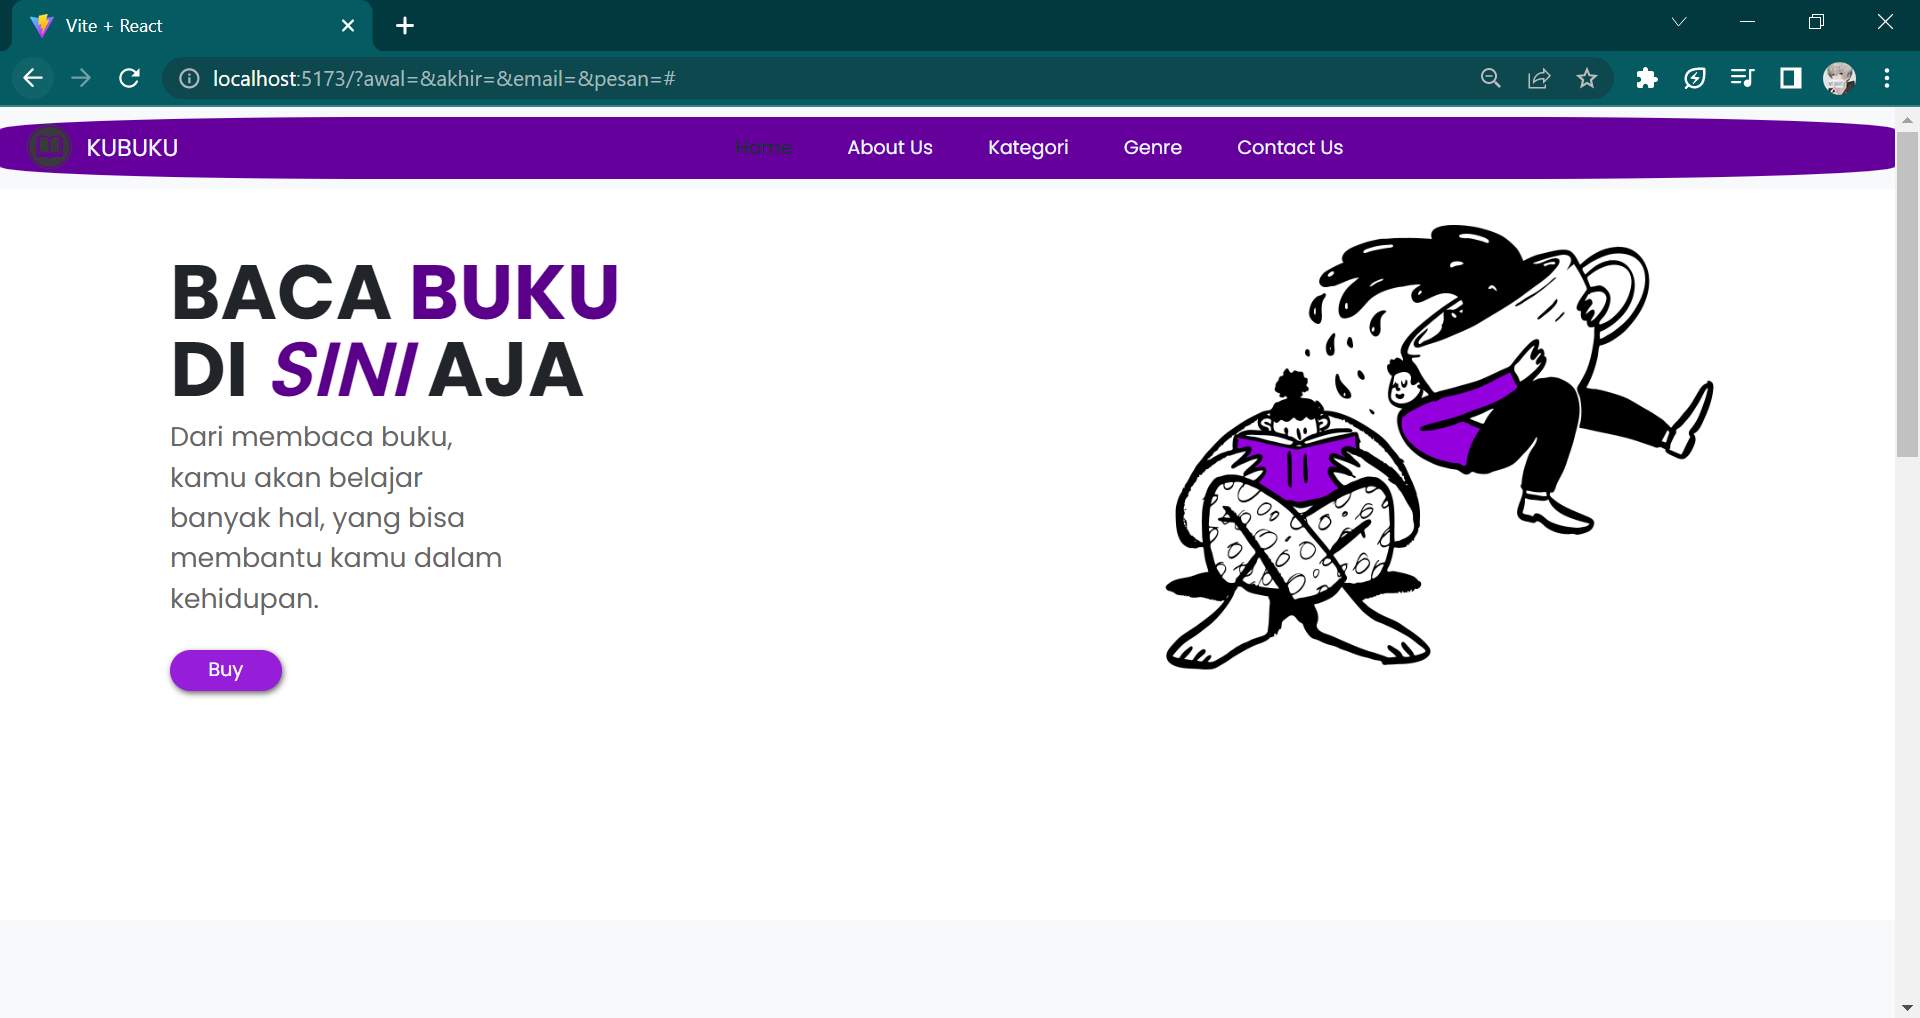 Vite + React
localhost:5173/?awal=&akhir=&email=&pesan=#
KUBUKU
Home
About Us
Kategori
Genre
Contact Us
BACA BUKU
DI SINI AJA
Dari membaca buku,
kamu akan belajar
banyak hal, yang bisa
membantu kamu dalam
kehidupan.
Buy